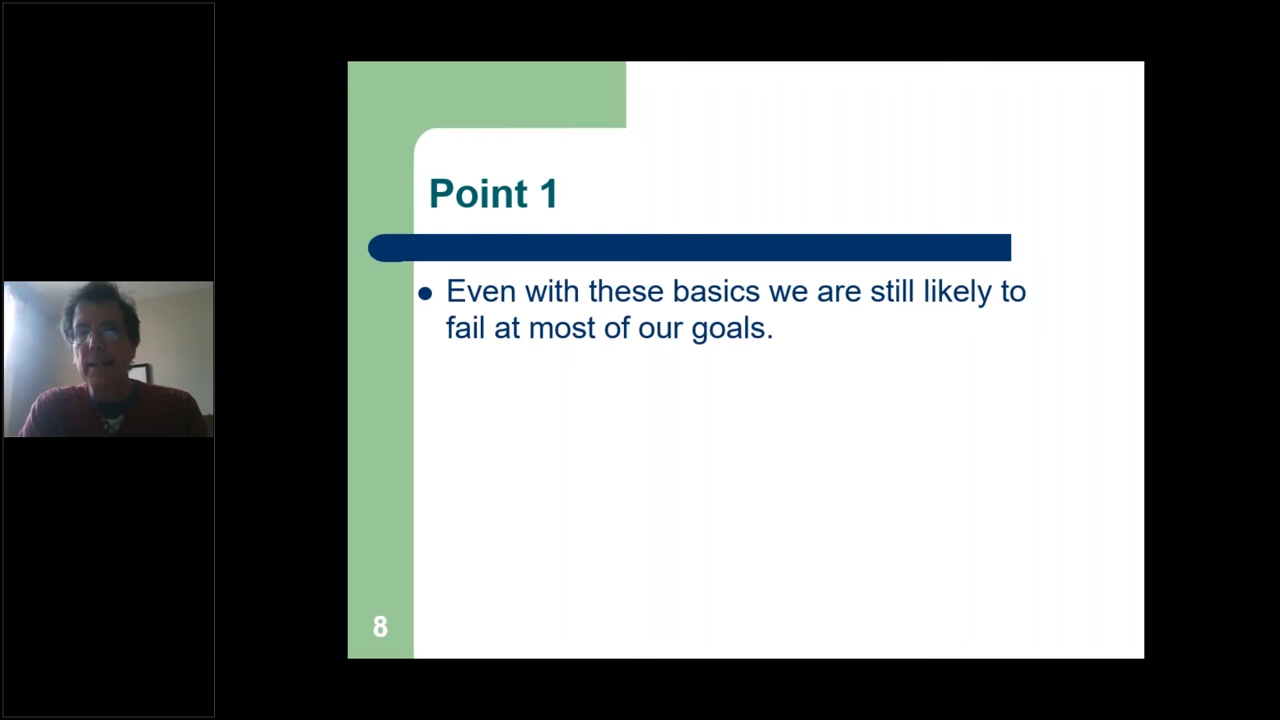 Point 1
Even with these basics we are still likely to
fail at most of our goals.
8